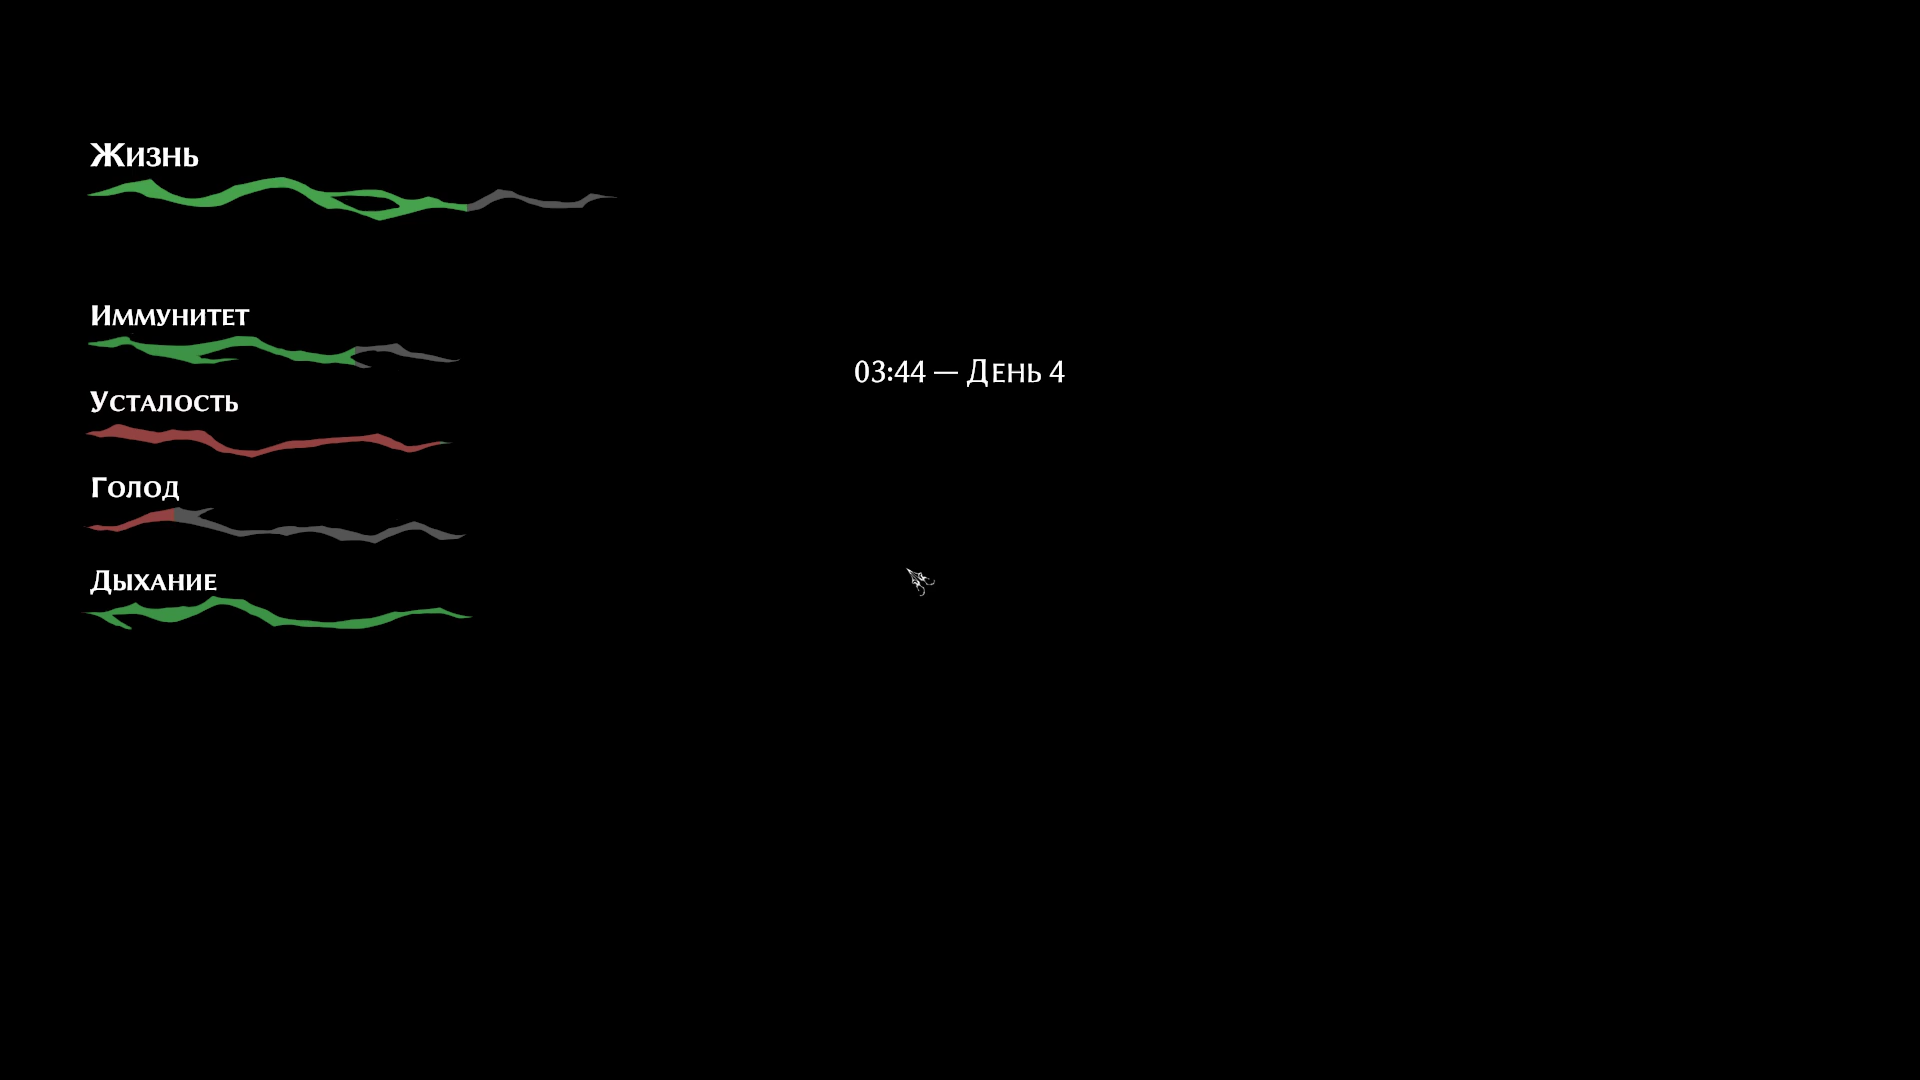 Жизнь
Иммунитет
03:44 — День 4
Усталость
Голод
Дыхание